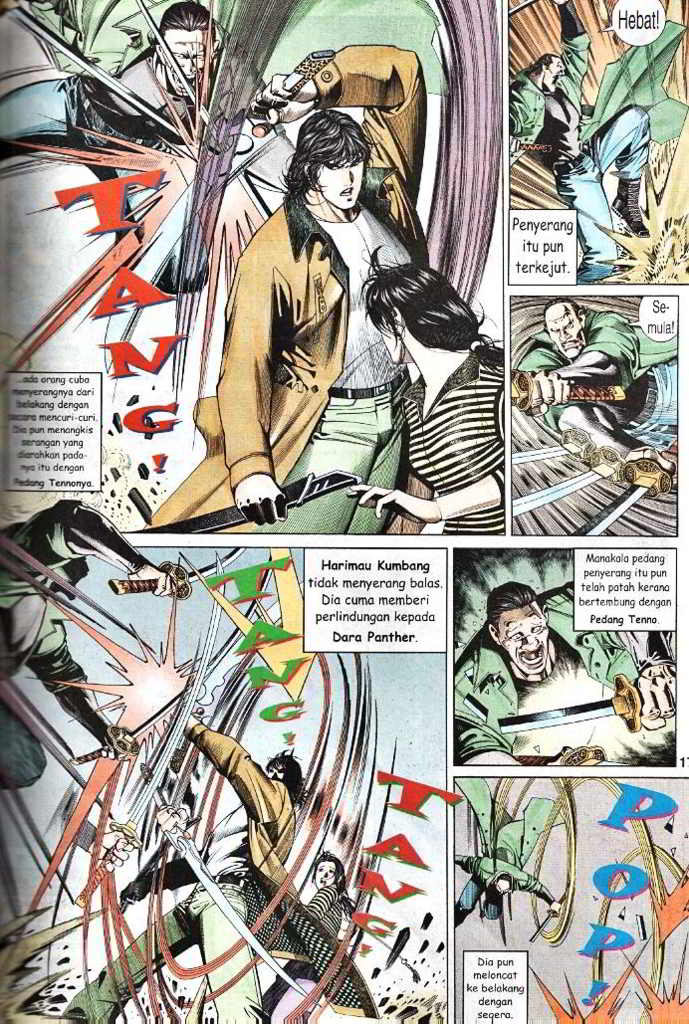 TANG!
...ada orang cuba
menyerangnya dari
belakang dengan
secara mencuri-curi.
Dia pun menangkis
serangan yang
diarahkan pada-
nya itu dengan
Pedang Tennonya.
Hebat!
Penyerang
itu pun
terkejut.
Se-
mula!
TANG!
Harimau Kumbang
tidak menyerang balas.
Dia cuma memberi
perlindungan kepada
Dara Panther.
TANG!
Manakala pedang
penyerang itu pun
telah patah kerana
bertembung dengan
Pedang Tenno.
POP!
Dia pun
meloncat
ke belakang
dengan
segera.